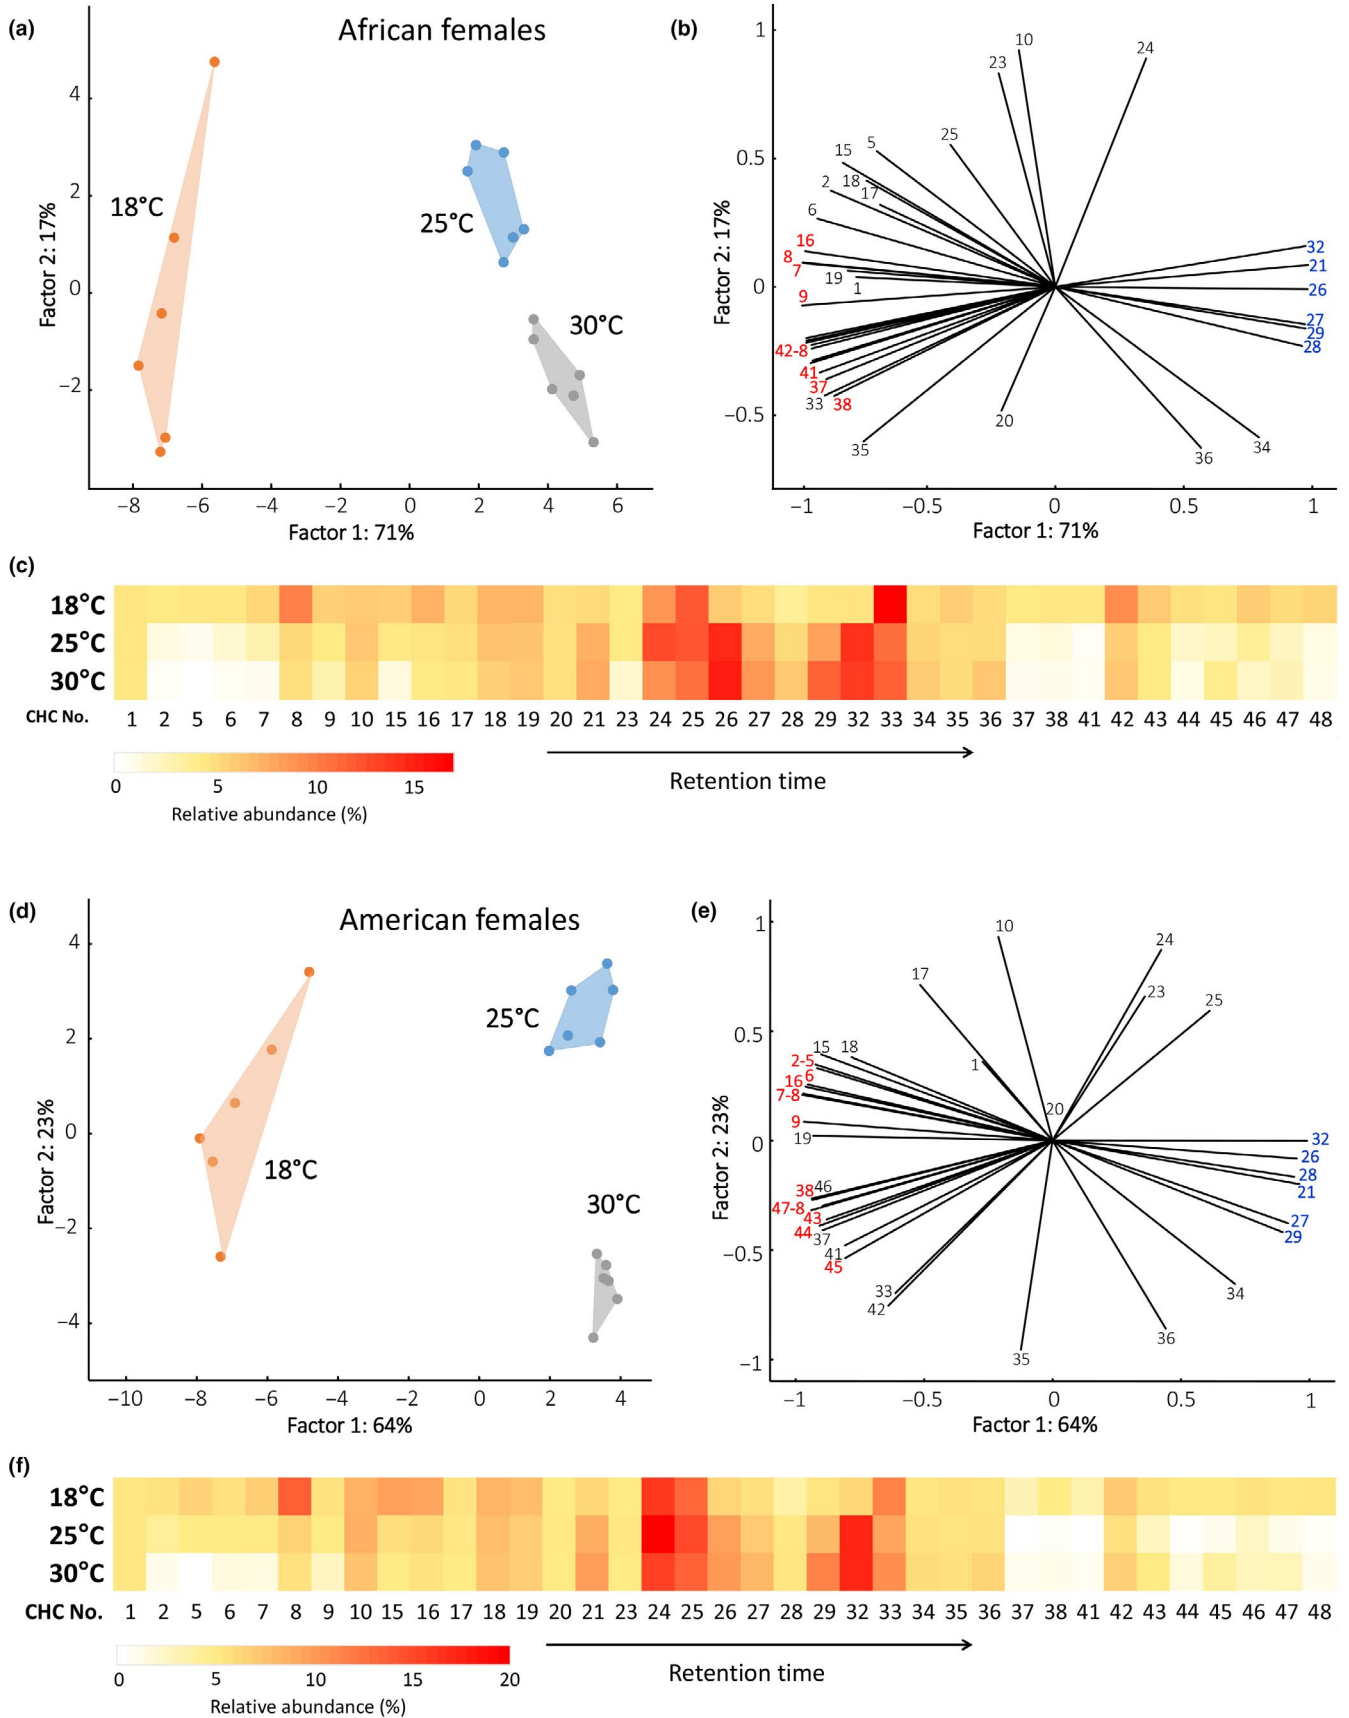 (a)
African females
4
2
0
−2
18°C
25°C
30°C
−8 −6 −4 −2 0 2 4 6
Factor 1: 71%
Factor 2: 17%
(b)
1
0.5
0
−0.5
10
24
23
25
5
15
18
2
17
6
16
8
7
19
1
9
42-8
41
37
33 38
35
20
36
34
32
21
26
27
29
28
−1 −0.5 0 0.5 1
Factor 1: 71%
Factor 2: 17%
(c)
18°C
25°C
30°C
CHC No. 1 2 5 6 7 8 9 10 15 16 17 18 19 20 21 23 24 25 26 27 28 29 32 33 34 35 36 37 38 41 42 43 44 45 46 47 48
0 5 10 15
Relative abundance (%)
Retention time
(d)
American females
4
2
0
−2
−4
25°C
18°C
30°C
−10 −8 −6 −4 −2 0 2 4
Factor 1: 64%
Factor 2: 23%
(e)
1
0.5
0
−0.5
−1
10
24
17
23
25
15 18
1
2-5
16 6
7-8
20
9
19
32
26
28
21
27
29
38 46
47-8
43
44 37
41
45
33
42
35
36
34
−1 −0.5 0 0.5 1
Factor 1: 64%
Factor 2: 23%
(f)
18°C
25°C
30°C
CHC No. 1 2 5 6 7 8 9 10 15 16 17 18 19 20 21 23 24 25 26 27 28 29 32 33 34 35 36 37 38 41 42 43 44 45 46 47 48
0 5 10 15 20
Relative abundance (%)
Retention time